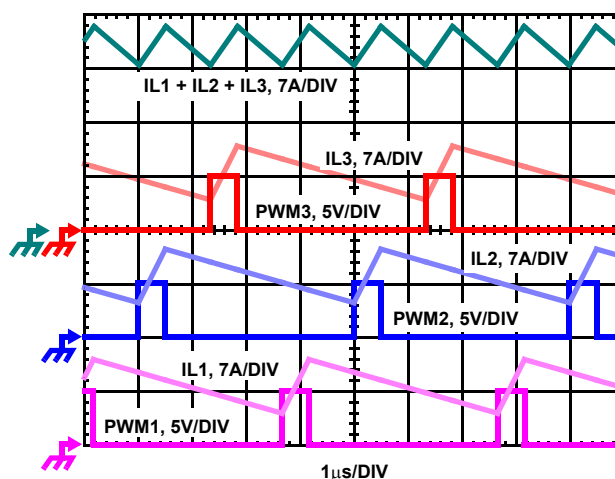 IL1 + IL2 + IL3, 7A/DIV
IL3, 7A/DIV
PWM3, 5V/DIV
IL2, 7A/DIV
PWM2, 5V/DIV
IL1, 7A/DIV
PWM1, 5V/DIV
1μs/DIV